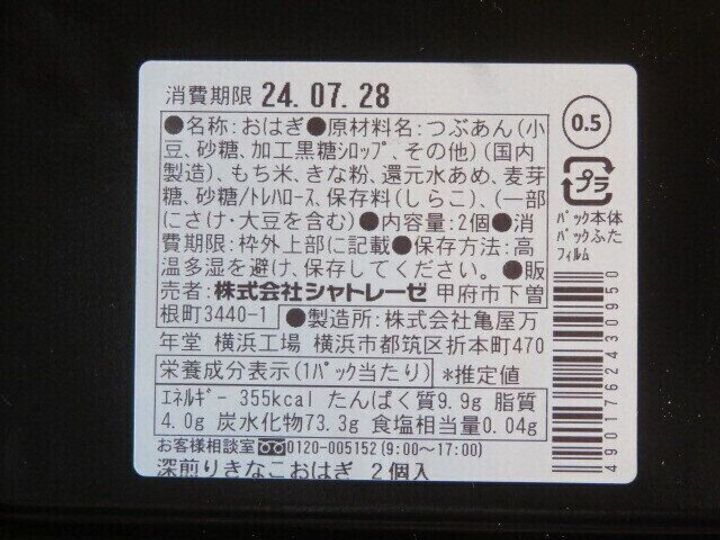 消費期限 24.07.28
●名称:おはぎ●原材料名:つぶあん(小
豆、砂糖、加工黒糖ｼﾛｯﾌﾟ、その他)(国内
製造)、もち米、きな粉、還元水あめ、麦芽
糖、砂糖/ﾄﾚﾊﾛｰｽ、保存料(しらこ)、(一部
にさけ・大豆を含む)●内容量:2個●消
費期限:枠外上部に記載●保存方法:高
温多湿を避け、保存してください。●販
売者:株式会社シャトレーゼ 甲府市下曽
根町3440-1 ●製造所:株式会社亀屋万
年堂 横浜工場 横浜市都筑区折本町470
栄養成分表示(1パック当たり) *推定値
ｴﾈﾙｷﾞｰ 355kcal たんぱく質9.9g 脂質
4.0g 炭水化物73.3g 食塩相当量0.04g
お客様相談室 0120-005152(9:00〜17:00)
深煎りきなこおはぎ 2個入
0.5
プラ
ﾊﾟｯｸ本体
ﾊﾟｯｸふた
ﾌｨﾙﾑ
4901762430950